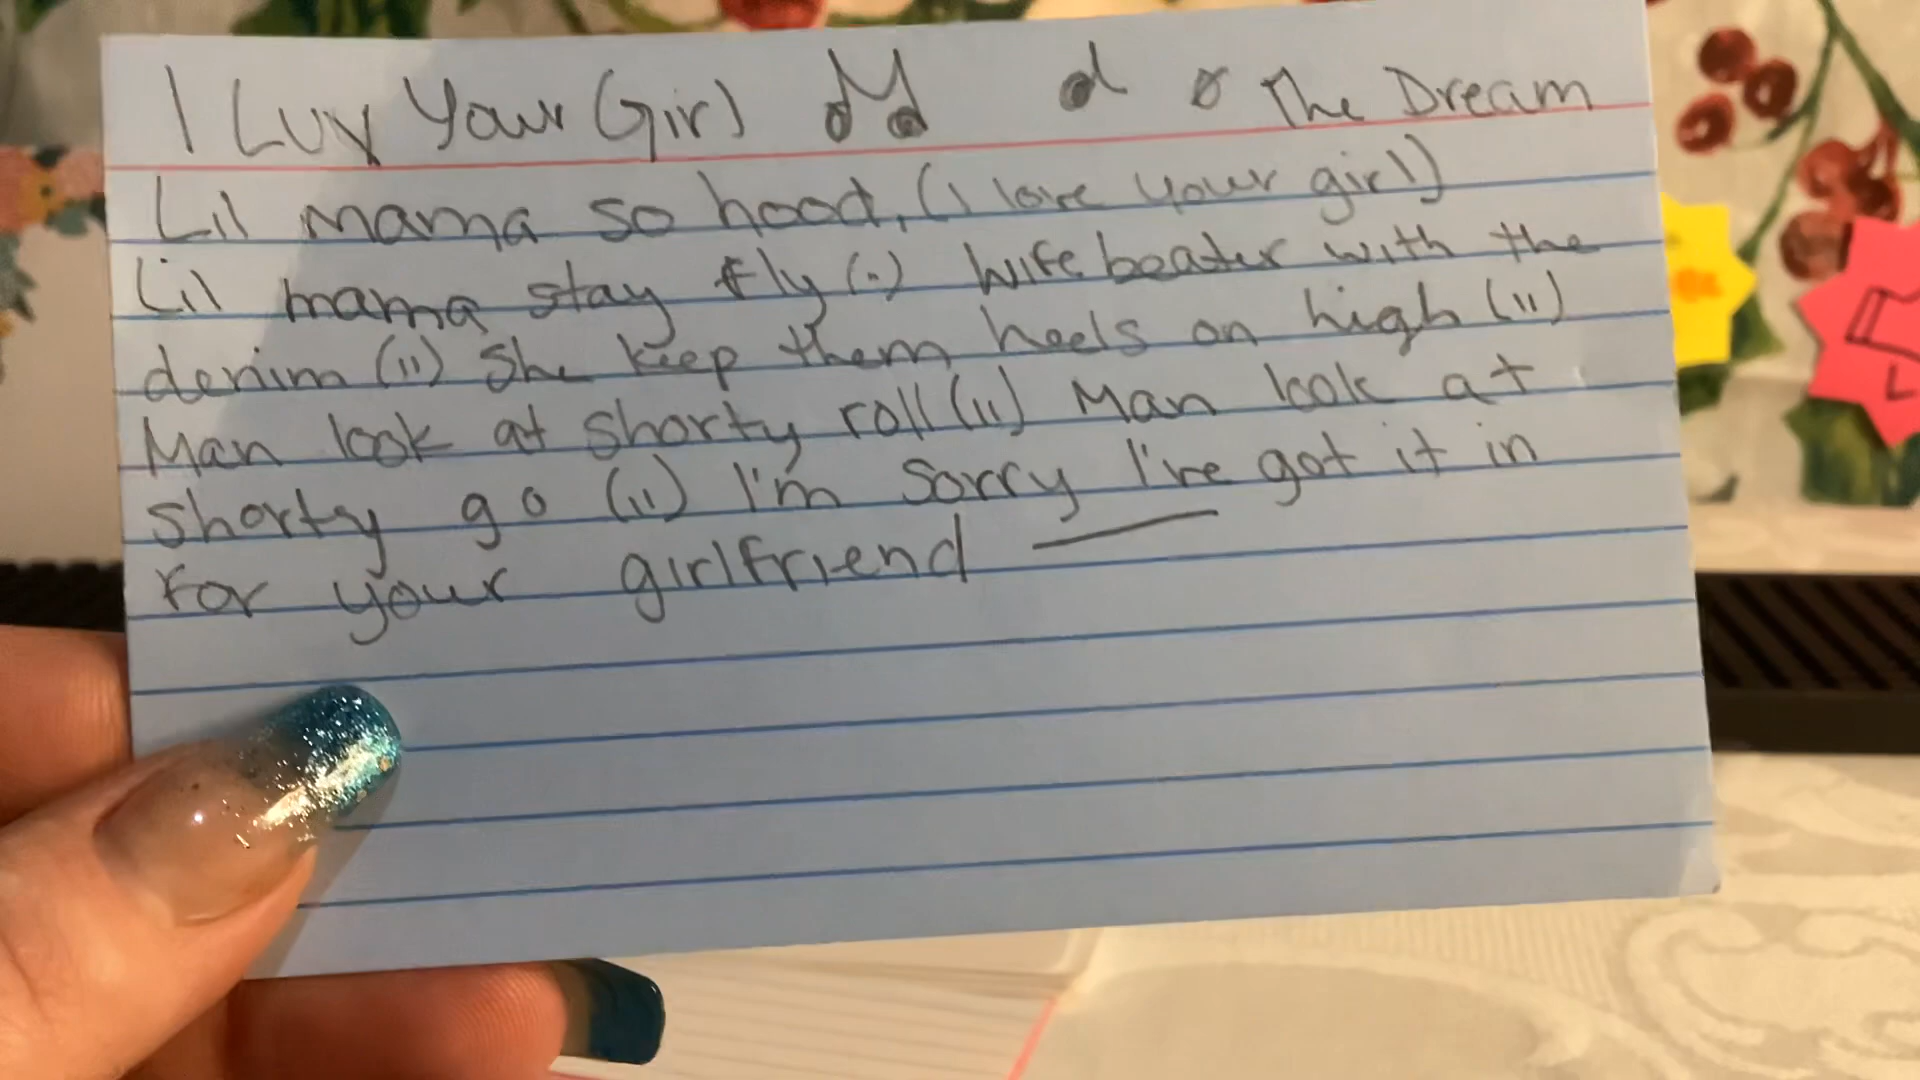 I Luv Your Girl The Dream
Lil mama so hood, (I love your girl)
Lil mama stay fly (") Wife beater with the
denim (") She keep them heels on high (")
Man look at shorty roll (") Man look at
shorty go (") I'm sorry I've got it in
for your girlfriend —
L